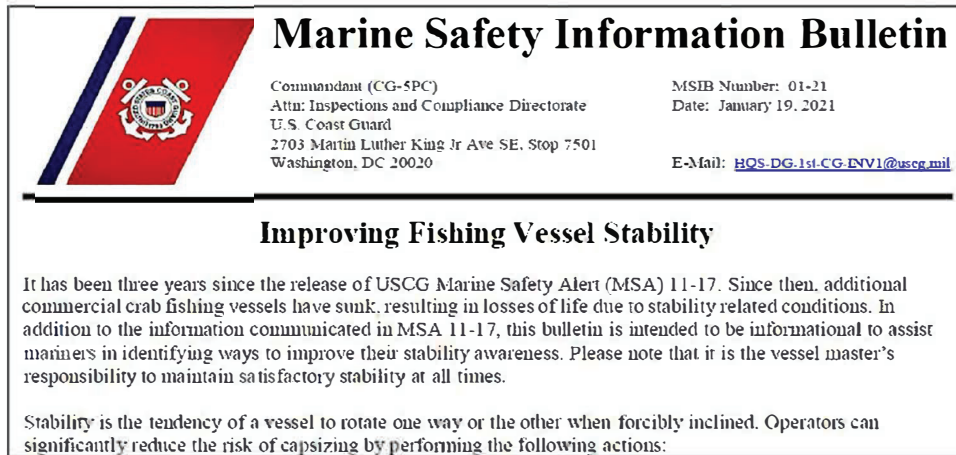 Marine Safety Information Bulletin
Commandant (CG-5PC)
Attn: Inspections and Compliance Directorate
U.S. Coast Guard
2703 Martin Luther King Jr Ave SE, Stop 7501
Washington, DC 20020
MSIB Number: 01-21
Date: January 19, 2021
E-Mail: HQS-DG-1st-CG-INV1@uscg.mil
Improving Fishing Vessel Stability
It has been three years since the release of USCG Marine Safety Alert (MSA) 11-17. Since then, additional
commercial crab fishing vessels have sunk, resulting in losses of life due to stability related conditions. In
addition to the information communicated in MSA 11-17, this bulletin is intended to be informational to assist
mariners in identifying ways to improve their stability awareness. Please note that it is the vessel master's
responsibility to maintain satisfactory stability at all times.
Stability is the tendency of a vessel to rotate one way or the other when forcibly inclined. Operators can
significantly reduce the risk of capsizing by performing the following actions: